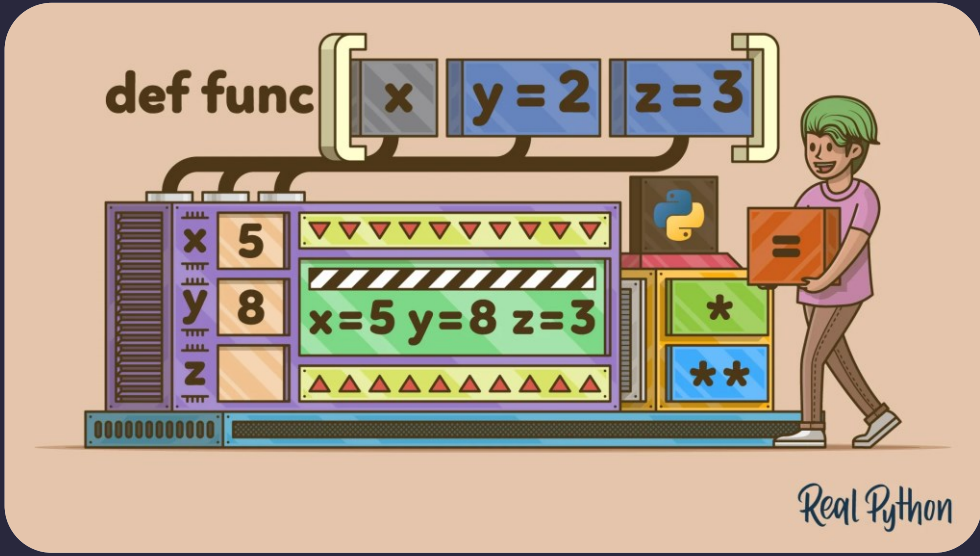 def func [ x y = 2 z = 3 ]
x 5
y 8
z
x=5 y=8 z=3
=
*
**
Real Python